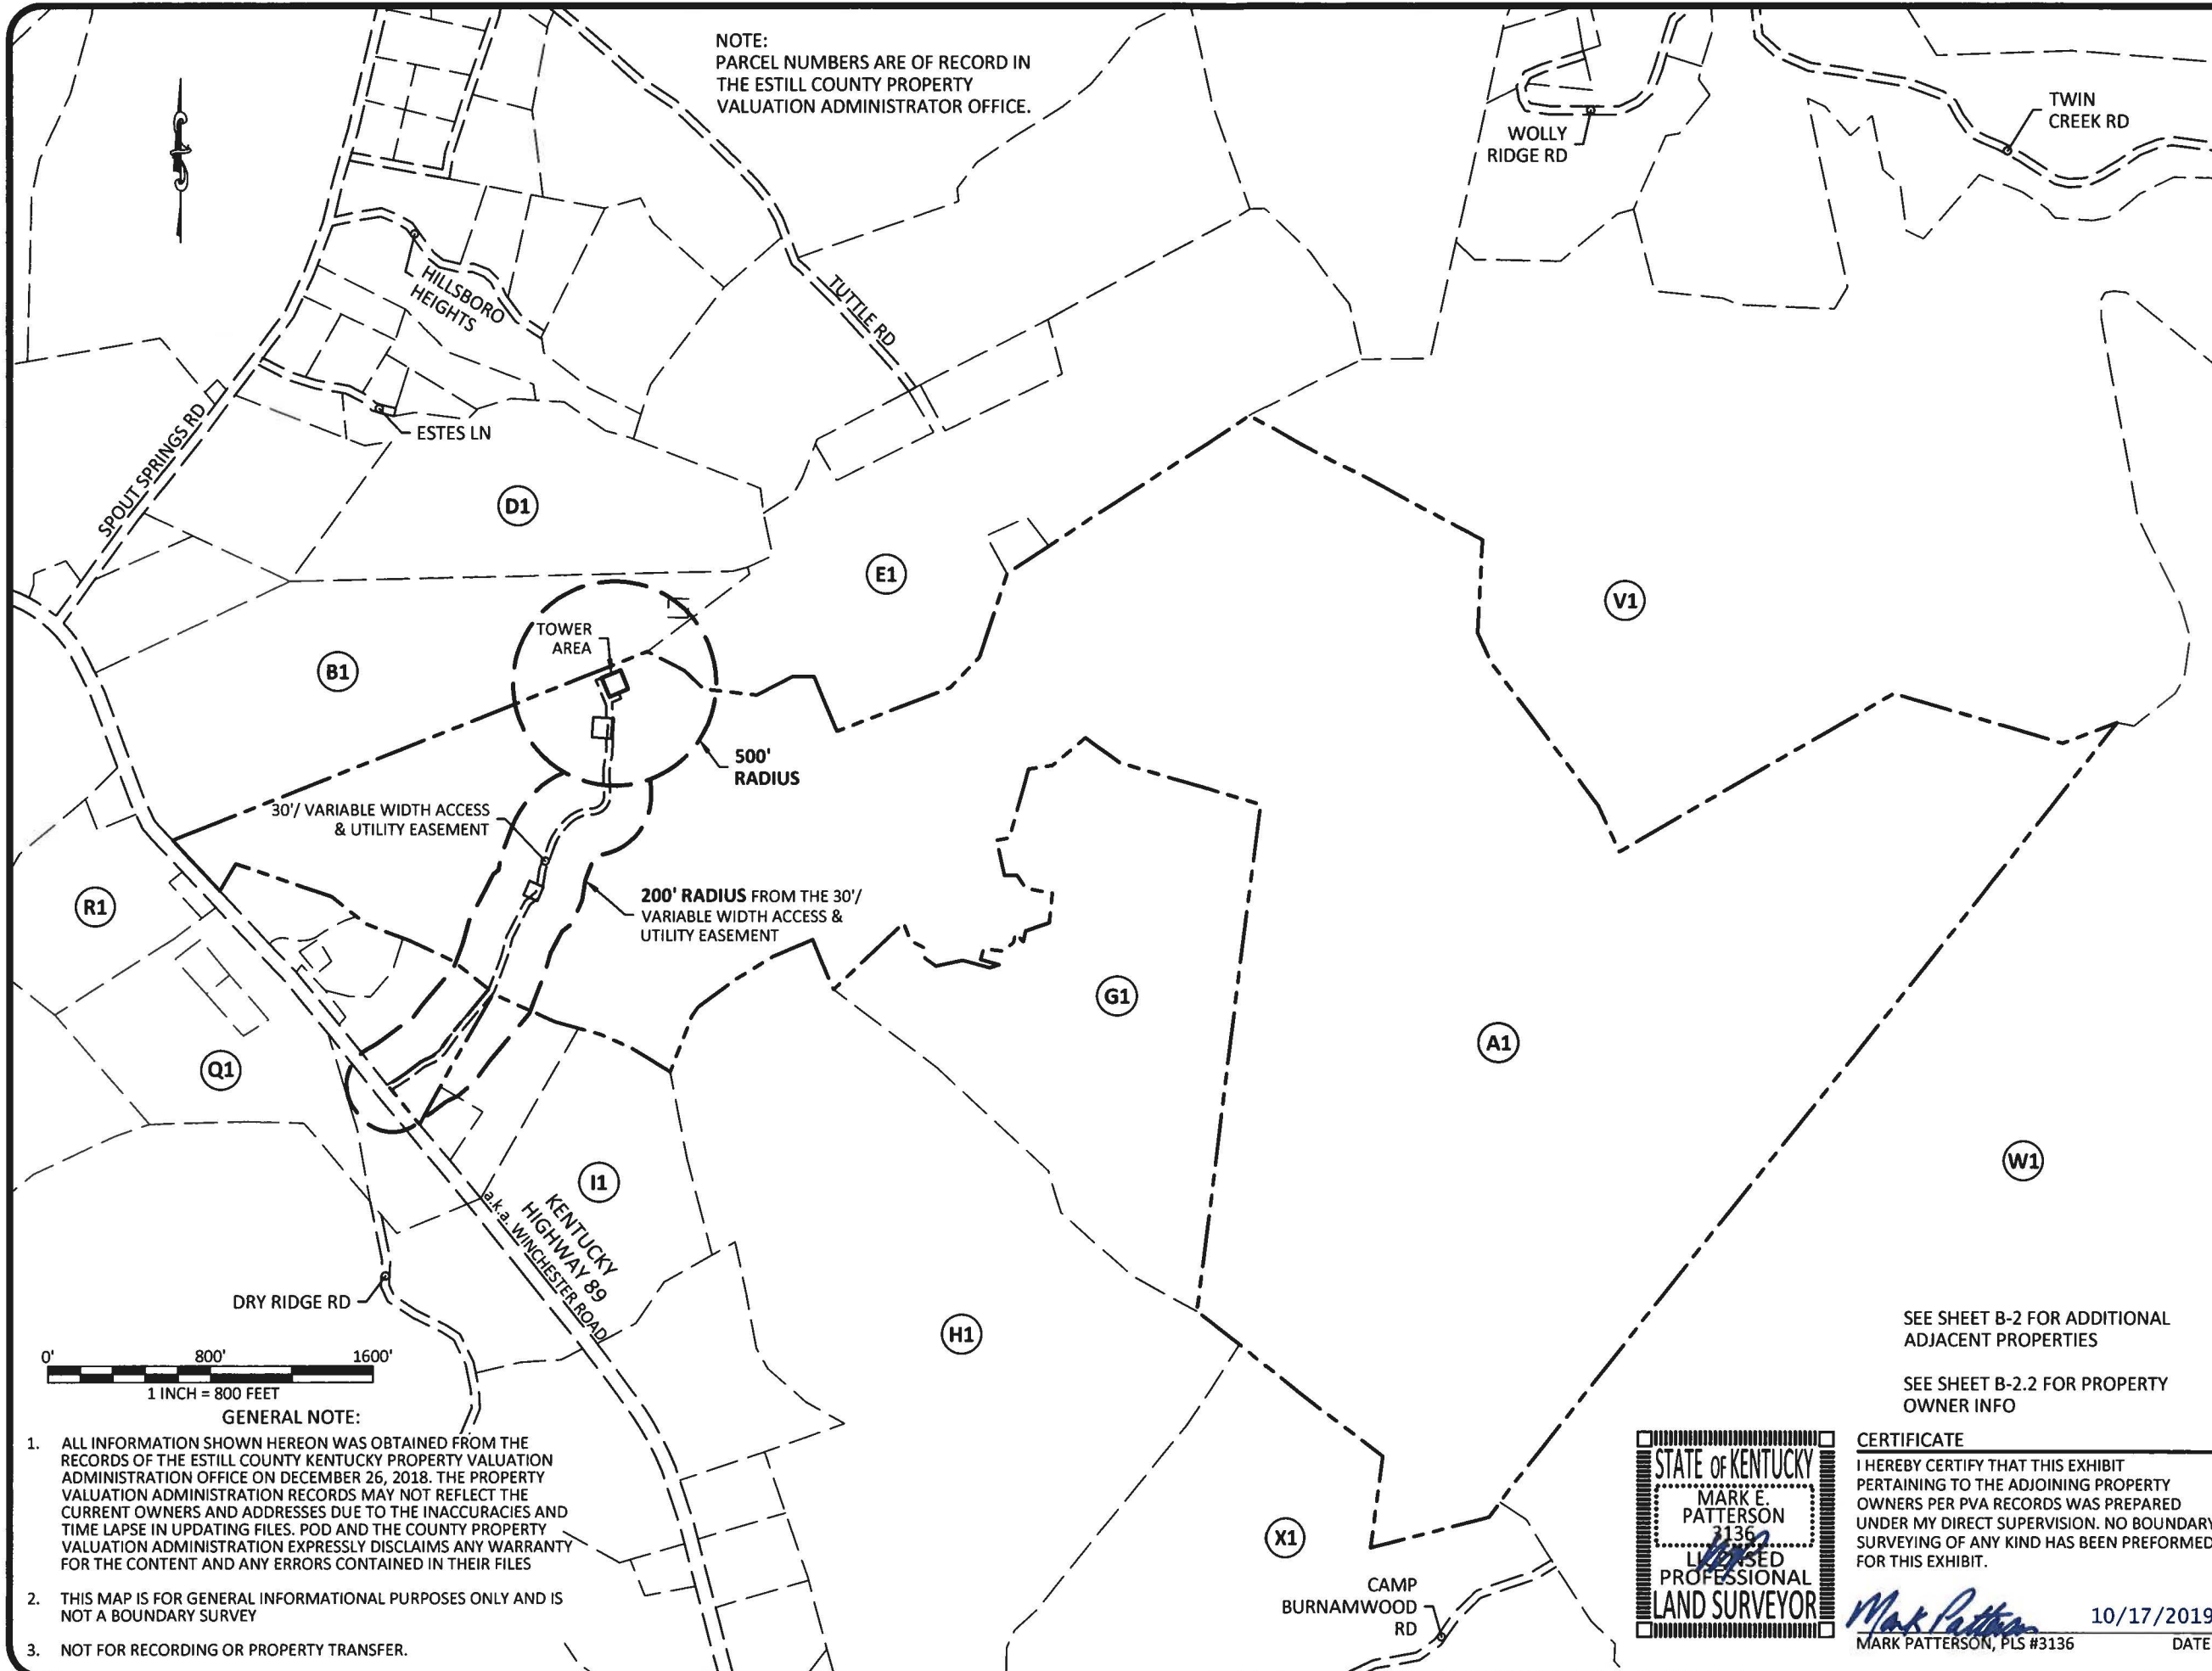 NOTE:
PARCEL NUMBERS ARE OF RECORD IN
THE ESTILL COUNTY PROPERTY
VALUATION ADMINISTRATOR OFFICE.
WOLLY
RIDGE RD
TWIN
CREEK RD
HILLSBORO
HEIGHTS
TUTTLE RD
SPOUT SPRINGS RD
ESTES LN
D1
E1
V1
B1
TOWER
AREA
500'
RADIUS
30'/ VARIABLE WIDTH ACCESS
& UTILITY EASEMENT
200' RADIUS FROM THE 30'/
VARIABLE WIDTH ACCESS &
UTILITY EASEMENT
R1
G1
A1
Q1
W1
I1
KENTUCKY
HIGHWAY 89
a.k.a. WINCHESTER ROAD
DRY RIDGE RD
H1
X1
CAMP
BURNAMWOOD
RD
0' 800' 1600'
1 INCH = 800 FEET
GENERAL NOTE:
1. ALL INFORMATION SHOWN HEREON WAS OBTAINED FROM THE
RECORDS OF THE ESTILL COUNTY KENTUCKY PROPERTY VALUATION
ADMINISTRATION OFFICE ON DECEMBER 26, 2018. THE PROPERTY
VALUATION ADMINISTRATION RECORDS MAY NOT REFLECT THE
CURRENT OWNERS AND ADDRESSES DUE TO THE INACCURACIES AND
TIME LAPSE IN UPDATING FILES. POD AND THE COUNTY PROPERTY
VALUATION ADMINISTRATION EXPRESSLY DISCLAIMS ANY WARRANTY
FOR THE CONTENT AND ANY ERRORS CONTAINED IN THEIR FILES
2. THIS MAP IS FOR GENERAL INFORMATIONAL PURPOSES ONLY AND IS
NOT A BOUNDARY SURVEY
3. NOT FOR RECORDING OR PROPERTY TRANSFER.
SEE SHEET B-2 FOR ADDITIONAL
ADJACENT PROPERTIES
SEE SHEET B-2.2 FOR PROPERTY
OWNER INFO
STATE OF KENTUCKY
MARK E.
PATTERSON
3136
LICENSED
PROFESSIONAL
LAND SURVEYOR
CERTIFICATE
I HEREBY CERTIFY THAT THIS EXHIBIT
PERTAINING TO THE ADJOINING PROPERTY
OWNERS PER PVA RECORDS WAS PREPARED
UNDER MY DIRECT SUPERVISION. NO BOUNDARY
SURVEYING OF ANY KIND HAS BEEN PREFORMED
FOR THIS EXHIBIT.
Mark Patterson 10/17/2019
MARK PATTERSON, PLS #3136 DATE